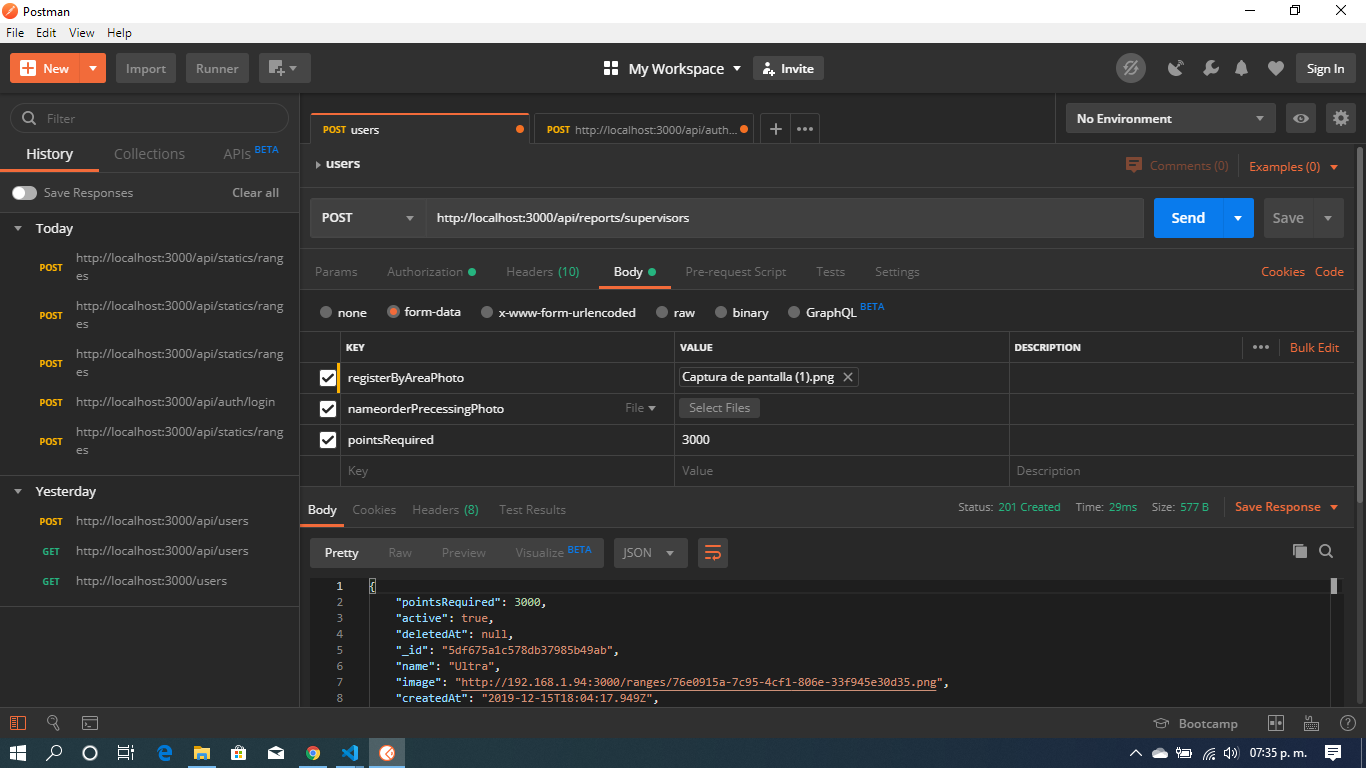 Postman
File Edit View Help
New Import Runner My Workspace Invite Sign In
Filter
History Collections APIs BETA
Save Responses Clear all
Today
POST http://localhost:3000/api/statics/rang
es
POST http://localhost:3000/api/statics/rang
es
POST http://localhost:3000/api/statics/rang
es
POST http://localhost:3000/api/auth/login
POST http://localhost:3000/api/statics/rang
es
Yesterday
POST http://localhost:3000/api/users
GET http://localhost:3000/api/users
GET http://localhost:3000/users
POST users POST http://localhost:3000/api/auth... No Environment
users Comments (0) Examples (0)
POST http://localhost:3000/api/reports/supervisors Send Save
Params Authorization Headers (10) Body Pre-request Script Tests Settings Cookies Code
none form-data x-www-form-urlencoded raw binary GraphQL BETA
KEY VALUE DESCRIPTION Bulk Edit
registerByAreaPhoto Captura de pantalla (1).png
nameorderPrecessingPhoto File Select Files
pointsRequired 3000
Key Value Description
Body Cookies Headers (8) Test Results Status: 201 Created Time: 29ms Size: 577 B Save Response
Pretty Raw Preview Visualize BETA JSON
1 {
2 "pointsRequired": 3000,
3 "active": true,
4 "deletedAt": null,
5 "_id": "5df675a1c578db37985b49ab",
6 "name": "Ultra",
7 "image": "http://192.168.1.94:3000/ranges/76e0915a-7c95-4cf1-806e-33f945e30d35.png",
8 "createdAt": "2019-12-15T18:04:17.949Z",
Bootcamp
07:35 p. m.